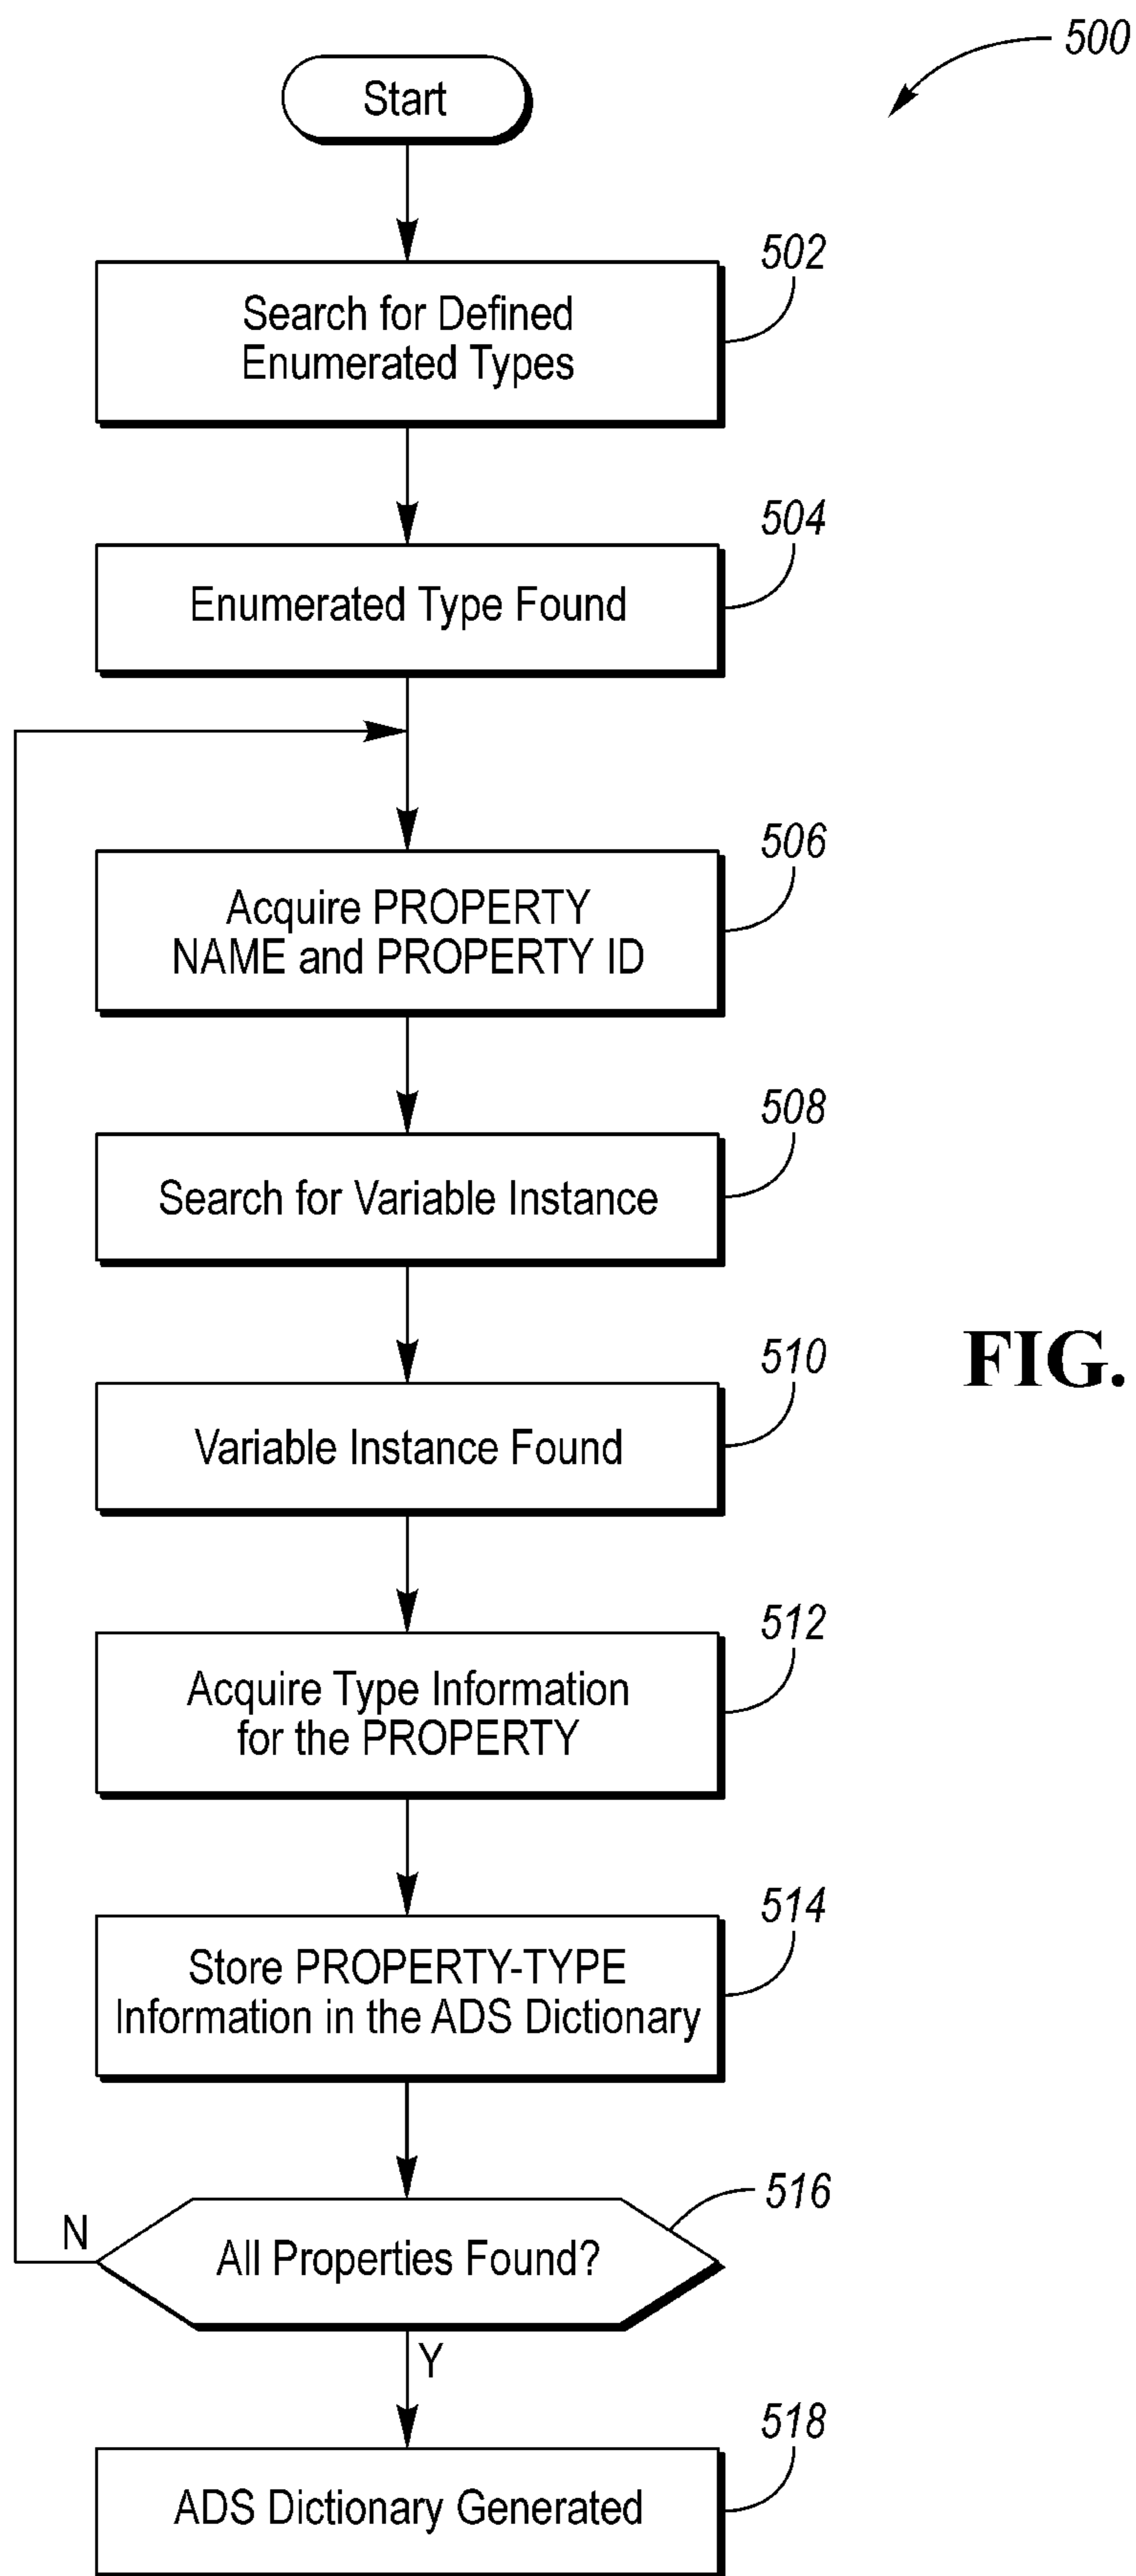 500
Start
502
Search for Defined
Enumerated Types
504
Enumerated Type Found
506
Acquire PROPERTY
NAME and PROPERTY ID
508
Search for Variable Instance
510
Variable Instance Found
FIG.
512
Acquire Type Information
for the PROPERTY
514
Store PROPERTY-TYPE
Information in the ADS Dictionary
516
N
All Properties Found?
Y
518
ADS Dictionary Generated